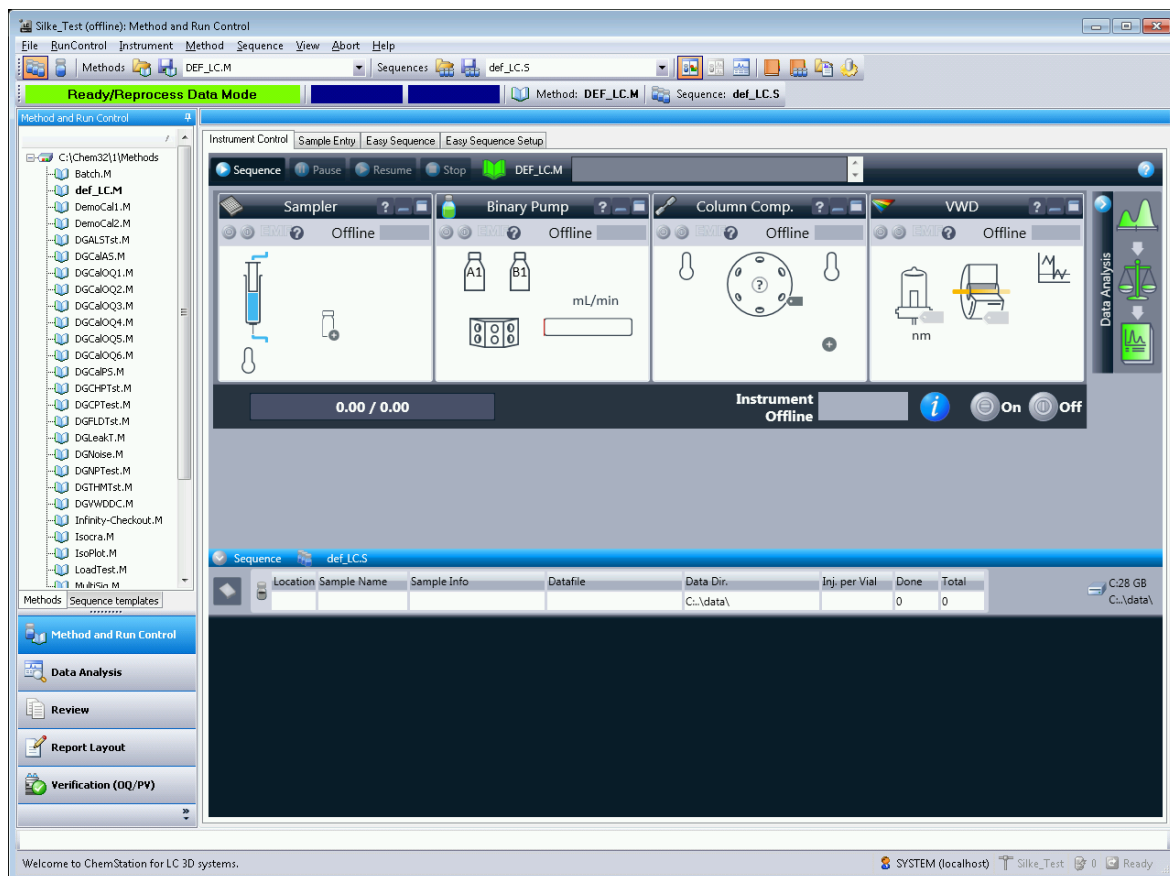 Silke_Test (offline): Method and Run Control
File RunControl Instrument Method Sequence View Abort Help
Methods DEF_LC.M Sequences def_LC.S
Ready/Reprocess Data Mode Method: DEF_LC.M Sequence: def_LC.S
Method and Run Control
Instrument Control Sample Entry Easy Sequence Easy Sequence Setup
C:\Chem32\1\Methods
Batch.M
def_LC.M
DemoCal1.M
DemoCal2.M
DGALSTst.M
DGCalAS.M
DGCalOQ1.M
DGCalOQ2.M
DGCalOQ3.M
DGCalOQ4.M
DGCalOQ5.M
DGCalOQ6.M
DGCalPS.M
DGCHPTst.M
DGCPTest.M
DGFLDTst.M
DGLeakT.M
DGNoise.M
DGNPTest.M
DGTHMTst.M
DGVWDDC.M
Infinity-Checkout.M
Isocra.M
IsoPlot.M
LoadTest.M
MultiSig.M
Methods Sequence templates
Method and Run Control
Data Analysis
Review
Report Layout
Verification (OQ/PV)
Sequence Pause Resume Stop DEF_LC.M
Sampler ? Binary Pump ? Column Comp. ? VWD ?
EMF ? Offline EMF ? Offline EMF ? Offline EMF ? Offline
A1 B1
mL/min
?
nm
Data Analysis
0.00 / 0.00
Instrument
Offline
i On Off
Sequence def_LC.S
Location Sample Name Sample Info Datafile Data Dir. Inj. per Vial Done Total
C:..\data\ 0 0
C:28 GB
C:..\data\
Welcome to ChemStation for LC 3D systems. SYSTEM (localhost) Silke_Test 0 Ready